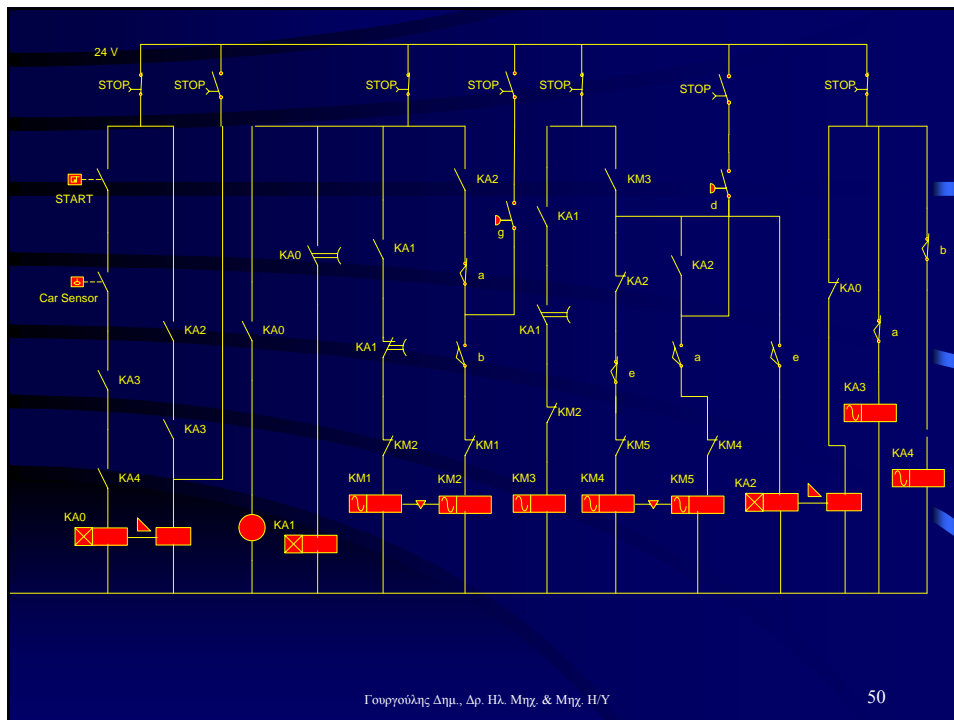 24 V
STOP STOP STOP STOP STOP STOP STOP
KA2 KM3
START d
g KA1
KA0 KA1 b
KA2
a KA2
Car Sensor KA0
KA1
KA2 KA0 a
KA1 b a e
KA3 e
KA3
KM2
KA3 KM2 KM1 KM5 KM4
KA4 KA4
KM1 KM2 KM3 KM4 KM5 KA2
KA0 KA1
Γουργούλης Δημ., Δρ. Ηλ. Μηχ. & Μηχ. Η/Υ 50